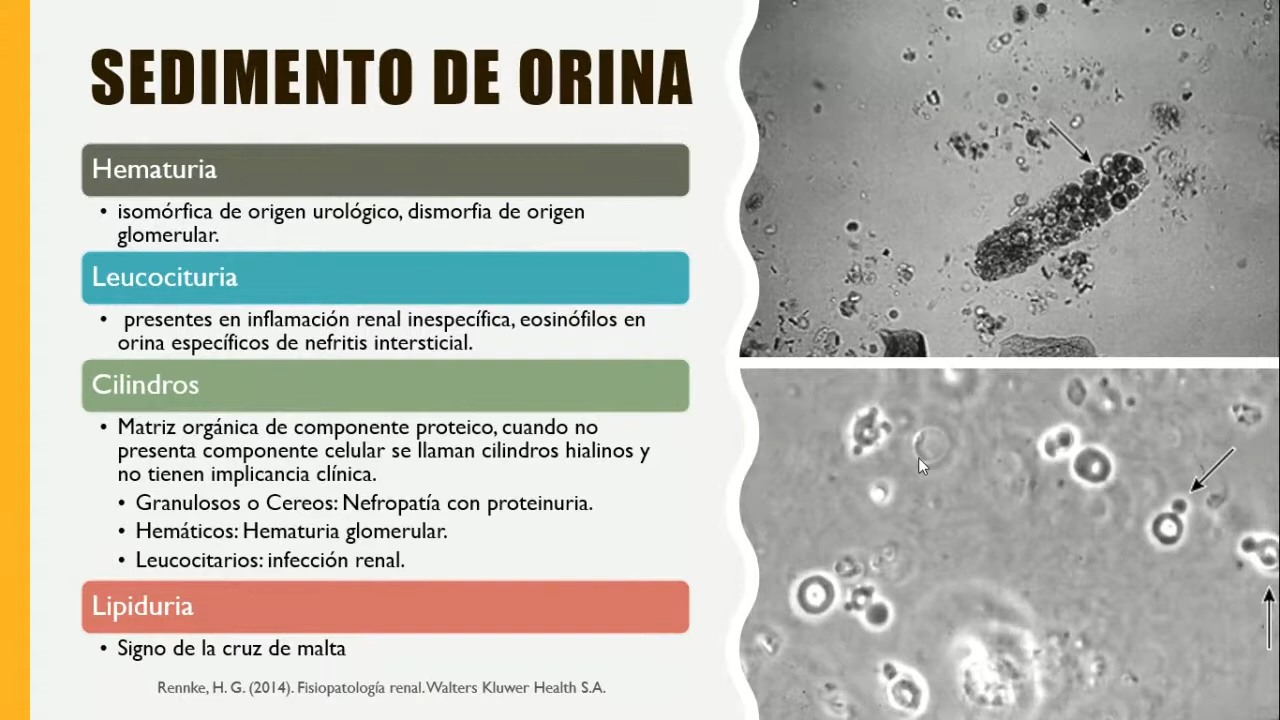 SEDIMENTO DE ORINA
Hematuria
• isomórfica de origen urológico, dismorfia de origen
glomerular.
Leucocituria
• presentes en inflamación renal inespecífica, eosinófilos en
orina específicos de nefritis intersticial.
Cilindros
• Matriz orgánica de componente proteico, cuando no
presenta componente celular se llaman cilindros hialinos y
no tienen implicancia clínica.
• Granulosos o Cereos: Nefropatía con proteinuria.
• Hemáticos: Hematuria glomerular.
• Leucocitarios: infección renal.
Lipiduria
• Signo de la cruz de malta
Rennke, H. G. (2014). Fisiopatología renal. Walters Kluwer Health S.A.